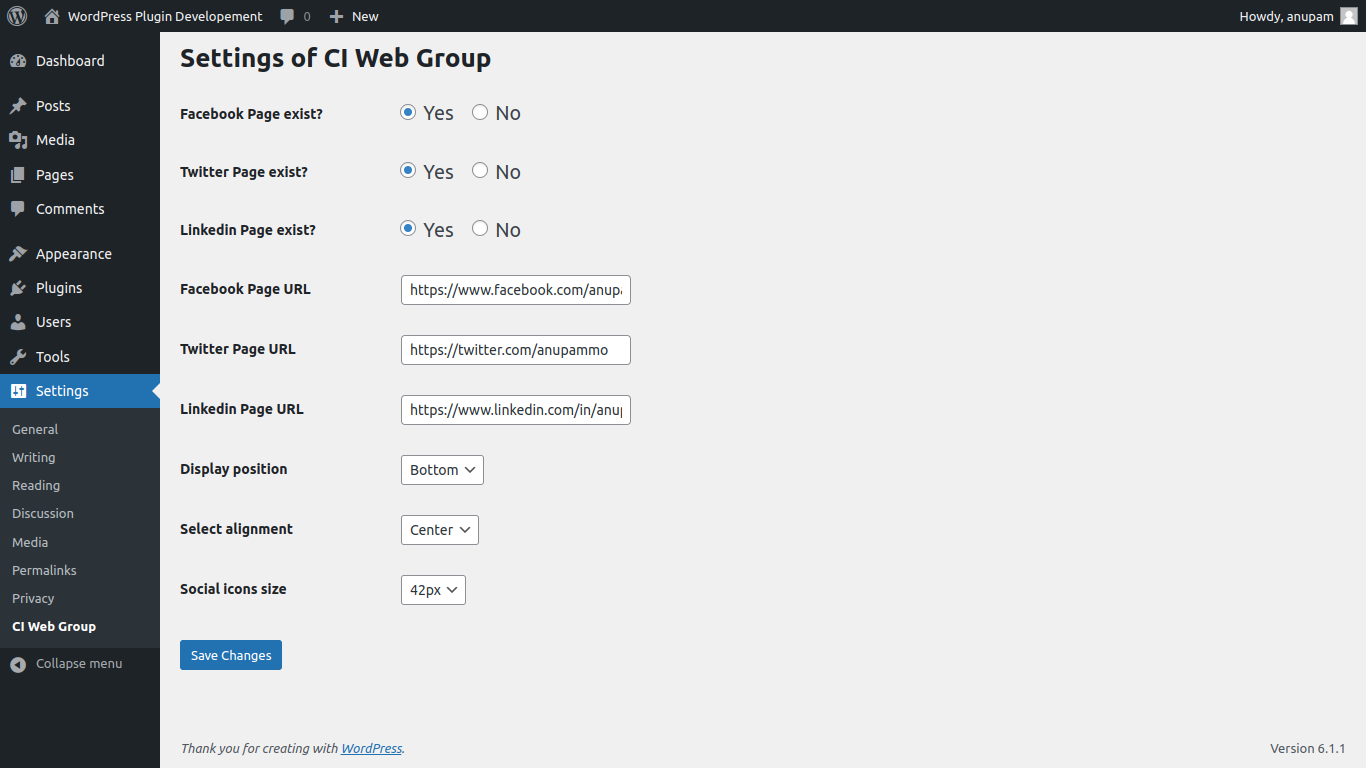 WordPress Plugin Developement 0 New Howdy, anupam
Dashboard
Posts
Media
Pages
Comments
Appearance
Plugins
Users
Tools
Settings
General
Writing
Reading
Discussion
Media
Permalinks
Privacy
CI Web Group
Collapse menu
Settings of CI Web Group
Facebook Page exist? Yes No
Twitter Page exist? Yes No
Linkedin Page exist? Yes No
Facebook Page URL https://www.facebook.com/anupa
Twitter Page URL https://twitter.com/anupammo
Linkedin Page URL https://www.linkedin.com/in/anup
Display position Bottom
Select alignment Center
Social icons size 42px
Save Changes
Thank you for creating with WordPress. Version 6.1.1